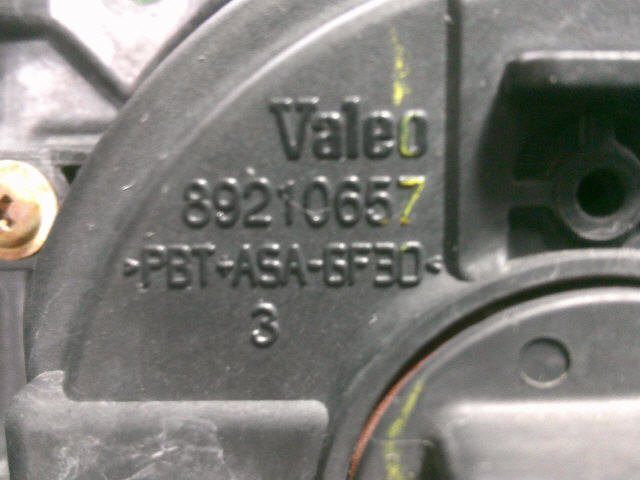 Valeo
89210657
>PBT+ASA-GF30<
3